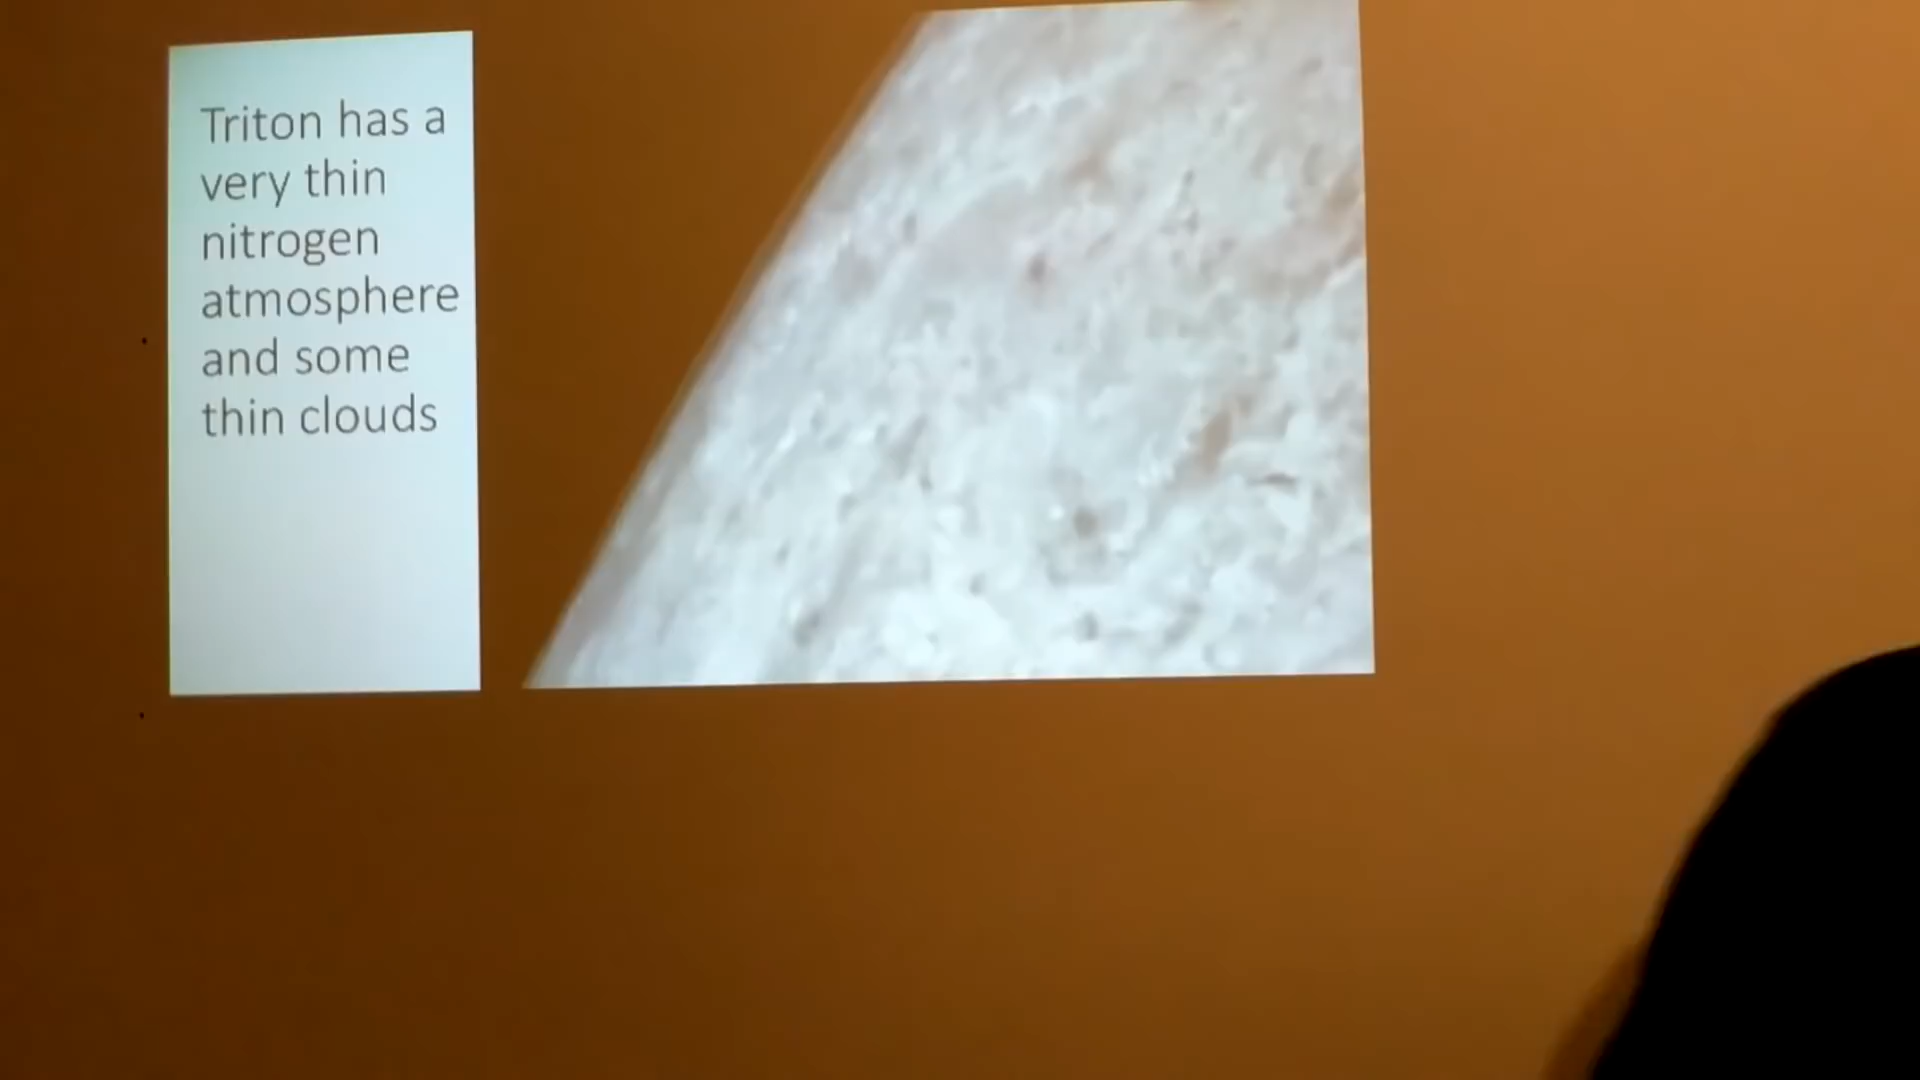 Triton has a
very thin
nitrogen
atmosphere
and some
thin clouds